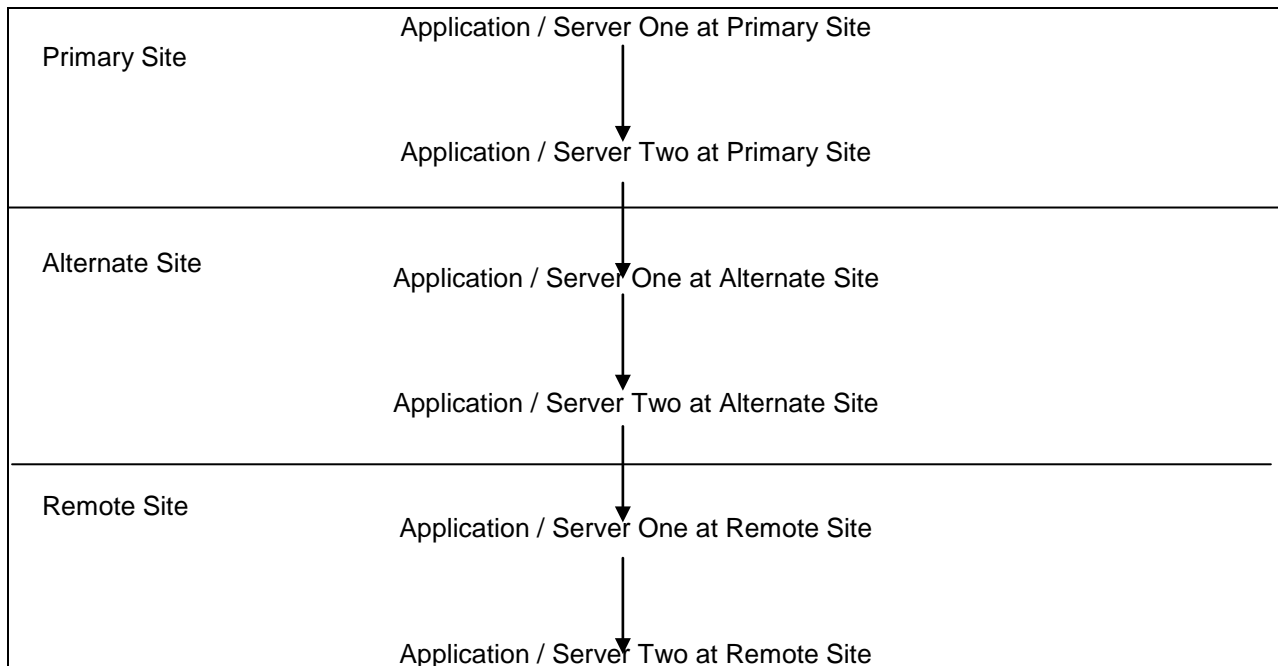 Application / Server One at Primary Site
Primary Site
Application / Server Two at Primary Site
Alternate Site
Application / Server One at Alternate Site
Application / Server Two at Alternate Site
Remote Site
Application / Server One at Remote Site
Application / Server Two at Remote Site